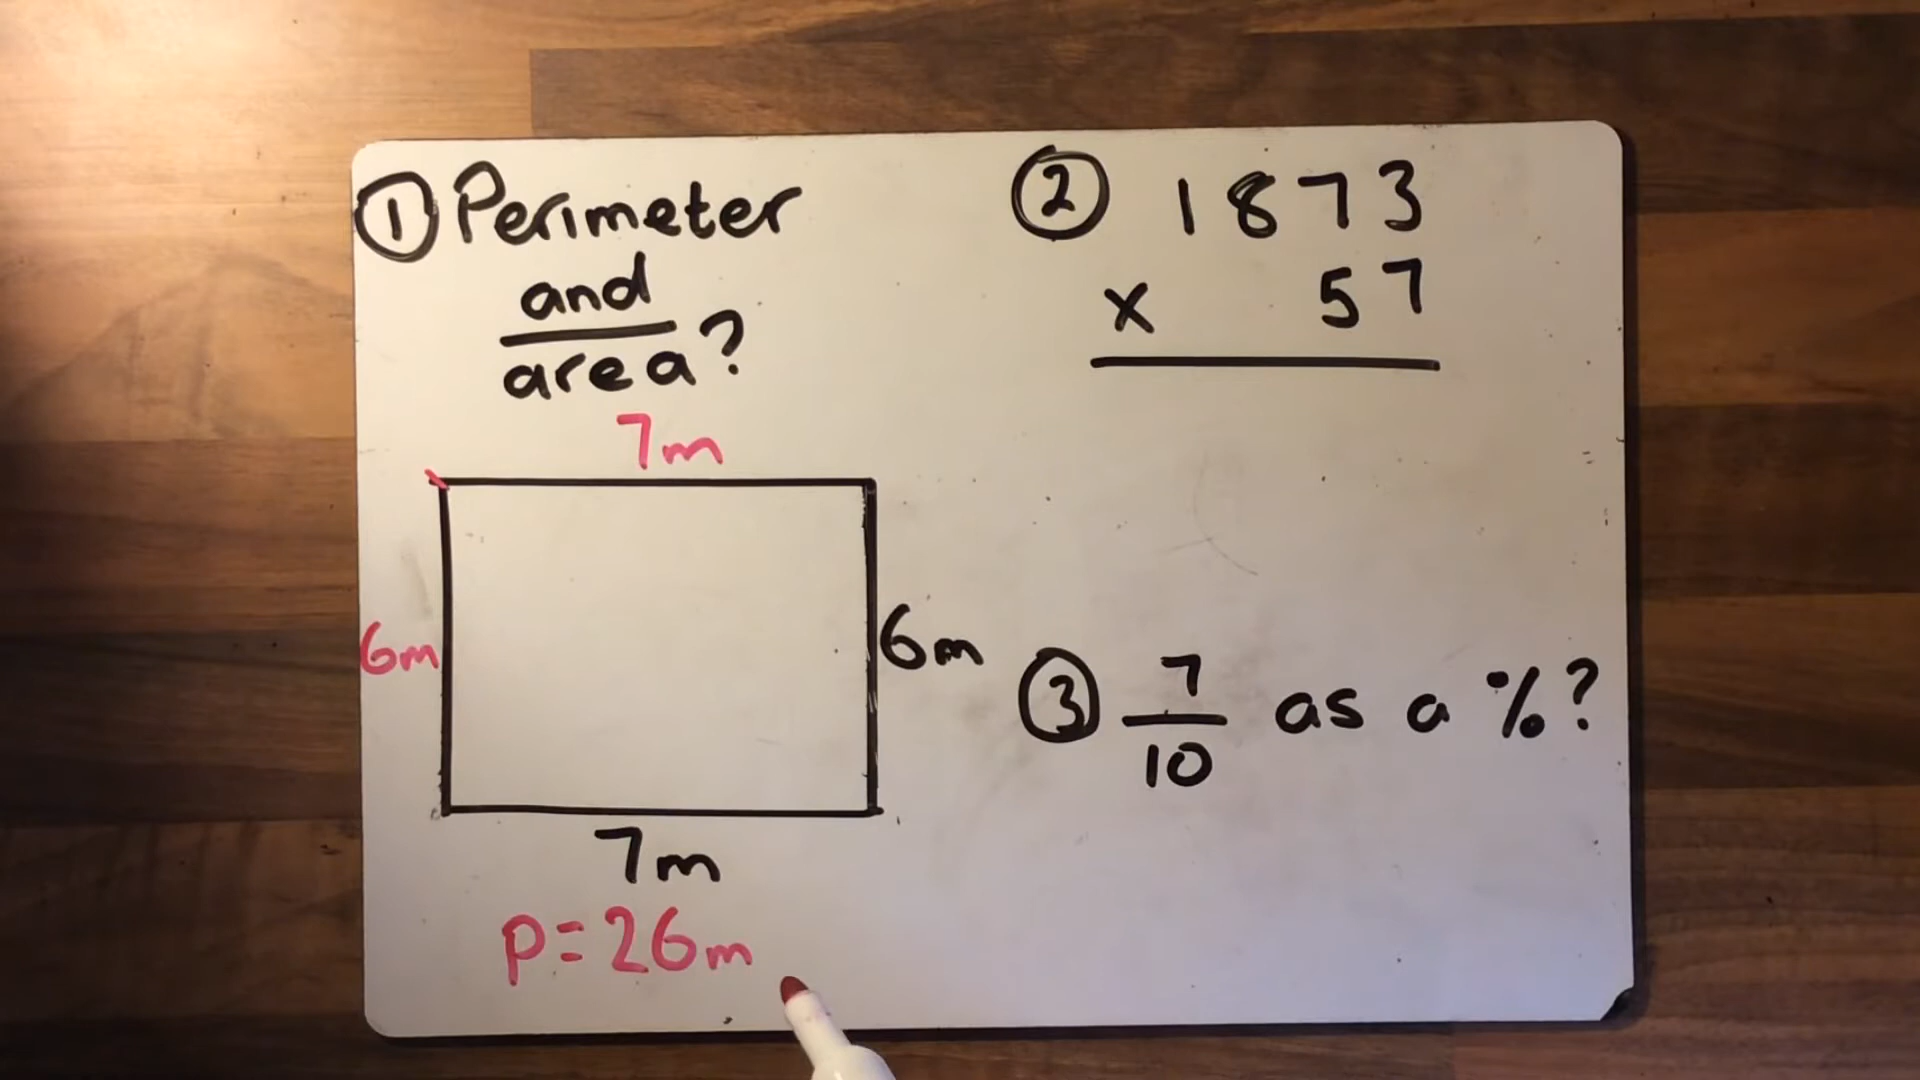 ① Perimeter
and
area?
7m
6m
6m
7m
P=26m
② 1873
x 57
③ 7
10
as a %?